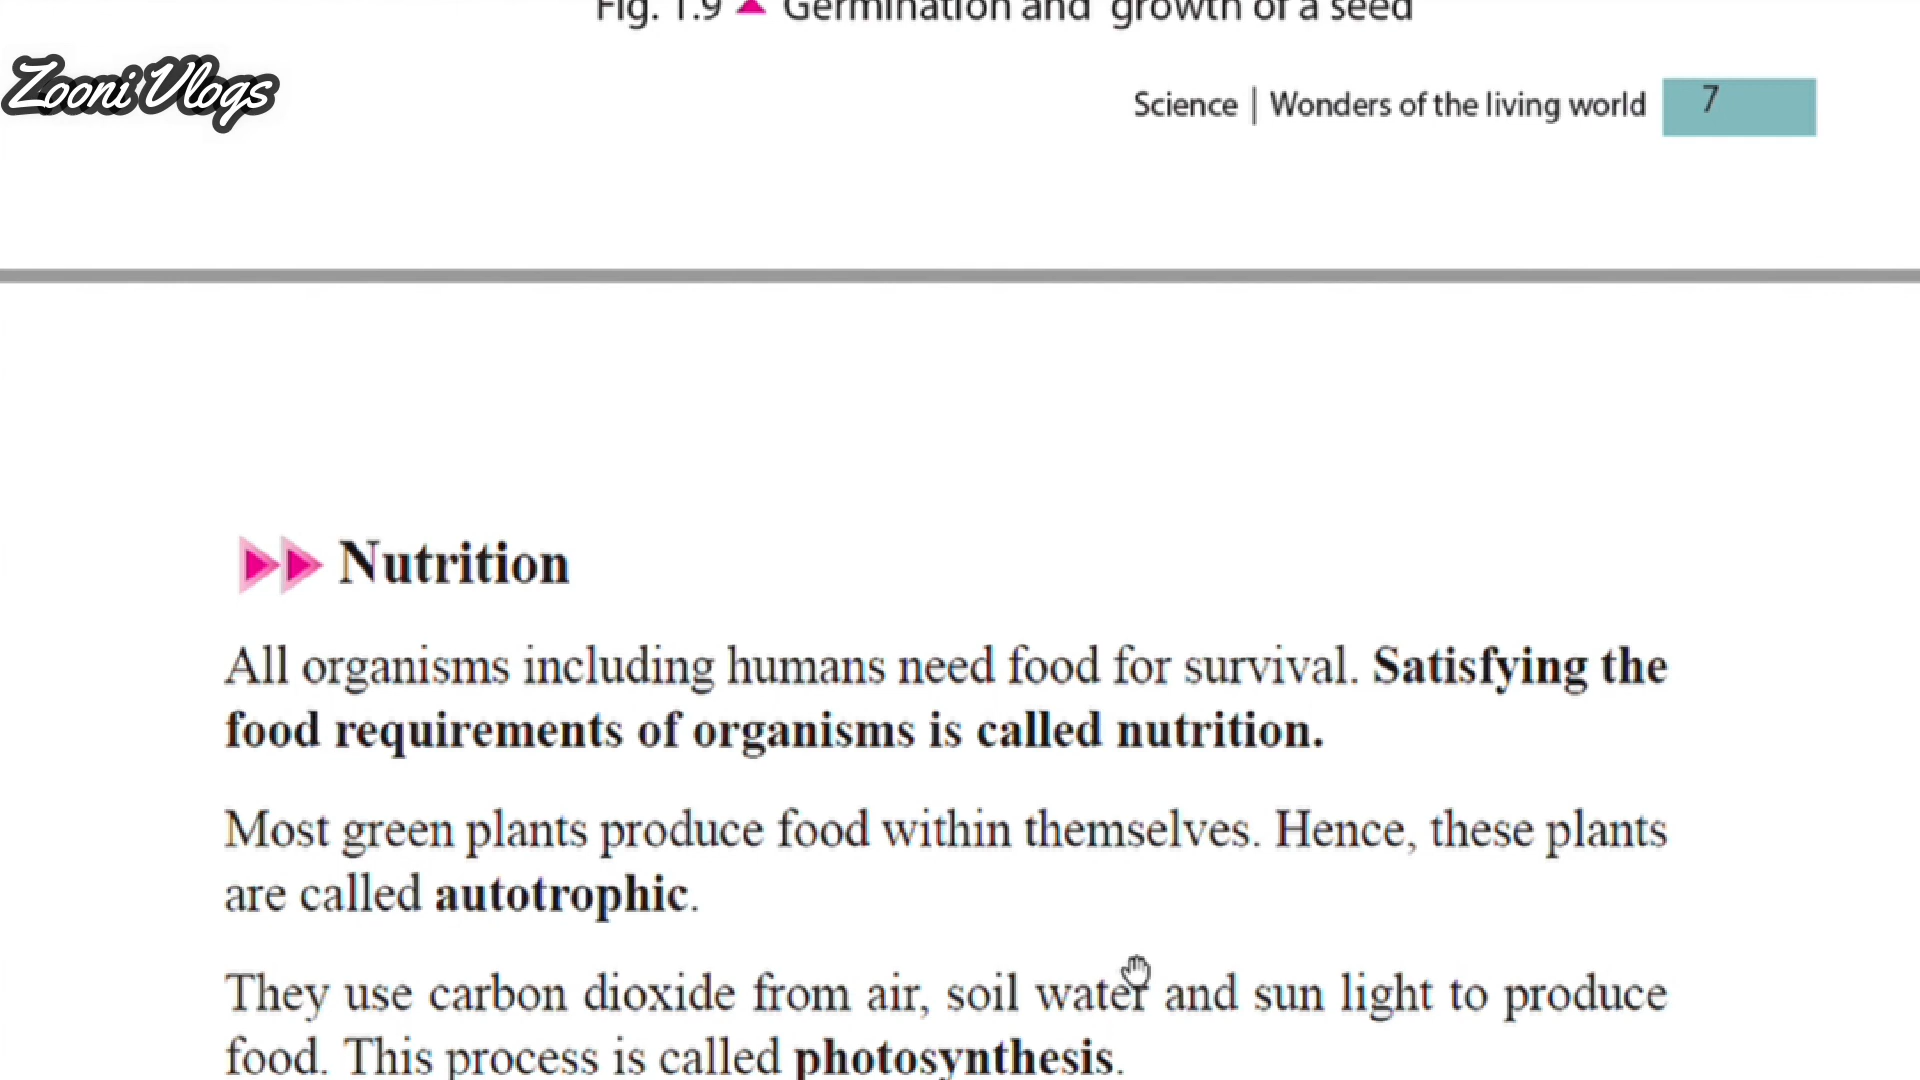 Fig. 1.9 Germination and growth of a seed
Zooni Vlogs
Science | Wonders of the living world 7
Nutrition
All organisms including humans need food for survival. Satisfying the
food requirements of organisms is called nutrition.
Most green plants produce food within themselves. Hence, these plants
are called autotrophic.
They use carbon dioxide from air, soil water and sun light to produce
food. This process is called photosynthesis.